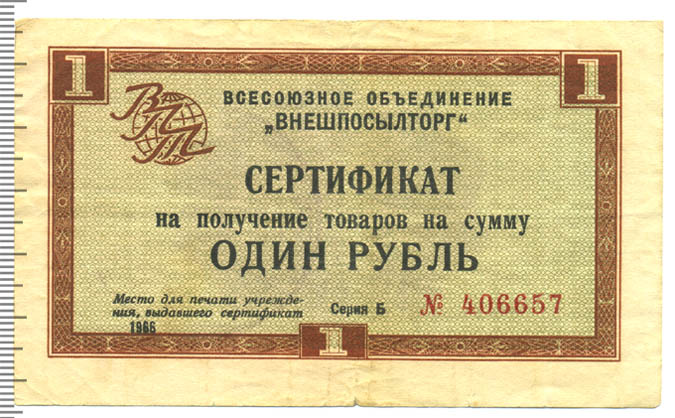 1 1
ВПТ
ВСЕСОЮЗНОЕ ОБЪЕДИНЕНИЕ
„ВНЕШПОСЫЛТОРГ“
СЕРТИФИКАТ
на получение товаров на сумму
ОДИН РУБЛЬ
Место для печати учрежде-
ния, выдавшего сертификат
1966
Серия Б № 406657
1